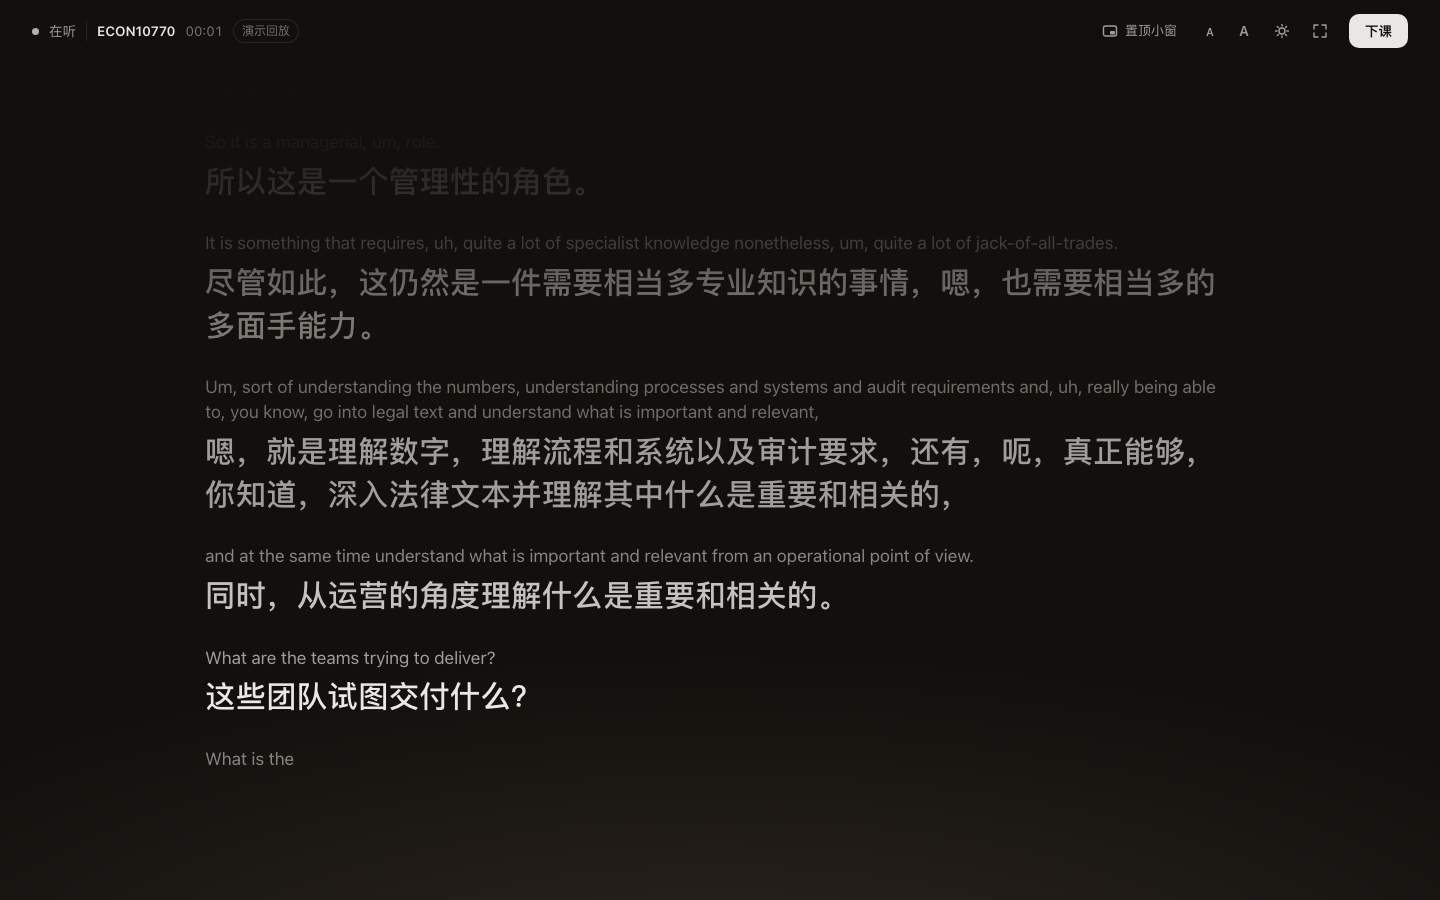 在听 ECON10770 00:01 演示回放 置顶小窗 A A 下课
So it is a managerial, um, role.
所以这是一个管理性的角色。
It is something that requires, uh, quite a lot of specialist knowledge nonetheless, um, quite a lot of jack-of-all-trades.
尽管如此，这仍然是一件需要相当多专业知识的事情，嗯，也需要相当多的
多面手能力。
Um, sort of understanding the numbers, understanding processes and systems and audit requirements and, uh, really being able
to, you know, go into legal text and understand what is important and relevant,
嗯，就是理解数字，理解流程和系统以及审计要求，还有，呃，真正能够，
你知道，深入法律文本并理解其中什么是重要和相关的，
and at the same time understand what is important and relevant from an operational point of view.
同时，从运营的角度理解什么是重要和相关的。
What are the teams trying to deliver?
这些团队试图交付什么？
What is the